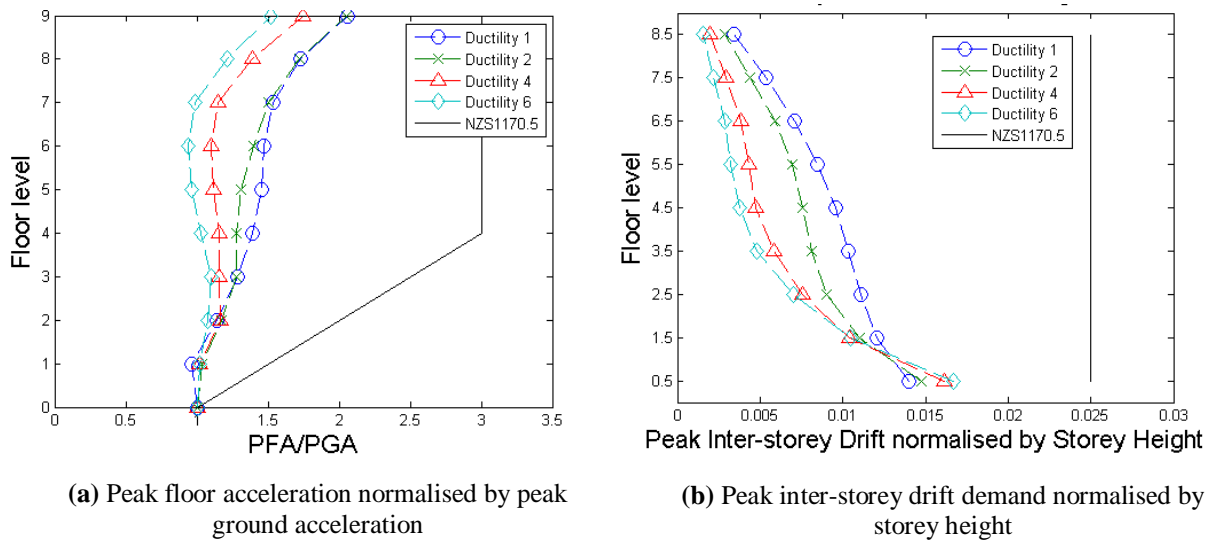 9
8
7
6
5
4
3
2
1
0
Floor level
0
0.5
1
1.5
2
2.5
3
3.5
PFA/PGA
Ductility 1
Ductility 2
Ductility 4
Ductility 6
NZS1170.5
(a) Peak floor acceleration normalised by peak
ground acceleration
8.5
7.5
6.5
5.5
4.5
3.5
2.5
1.5
0.5
Floor level
0
0.005
0.01
0.015
0.02
0.025
0.03
Peak Inter-storey Drift normalised by Storey Height
Ductility 1
Ductility 2
Ductility 4
Ductility 6
NZS1170.5
(b) Peak inter-storey drift demand normalised by
storey height